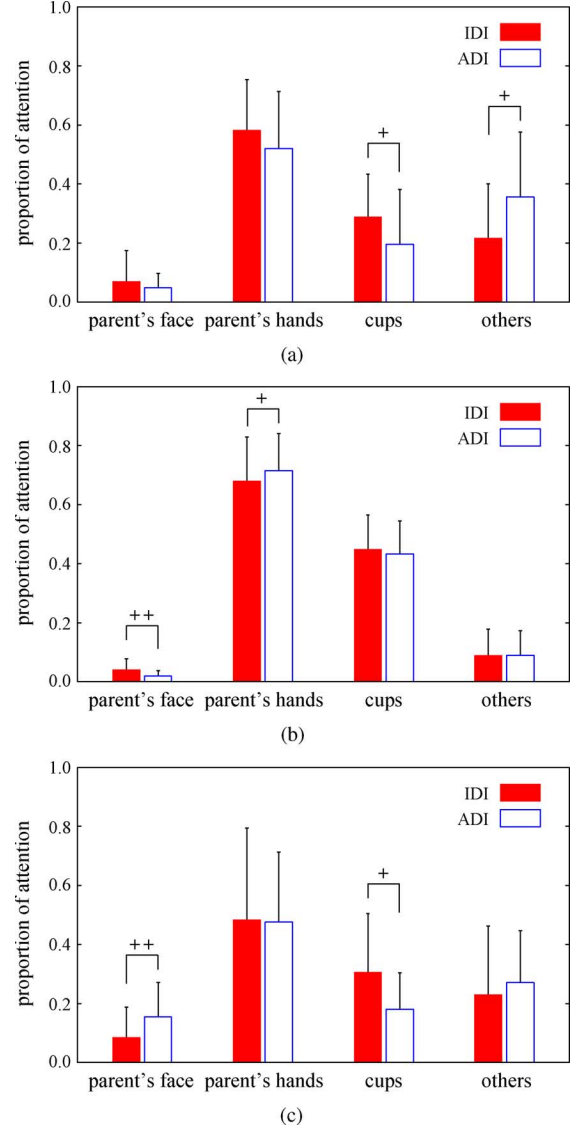 1.0
IDI
ADI
0.8
+
+
0.6
0.4
0.2
0.0
proportion of attention
parent's face parent's hands cups others
(a)
1.0
+
IDI
ADI
0.8
0.6
0.4
++
0.2
0.0
proportion of attention
parent's face parent's hands cups others
(b)
1.0
IDI
ADI
0.8
+
0.6
0.4
++
0.2
0.0
proportion of attention
parent's face parent's hands cups others
(c)